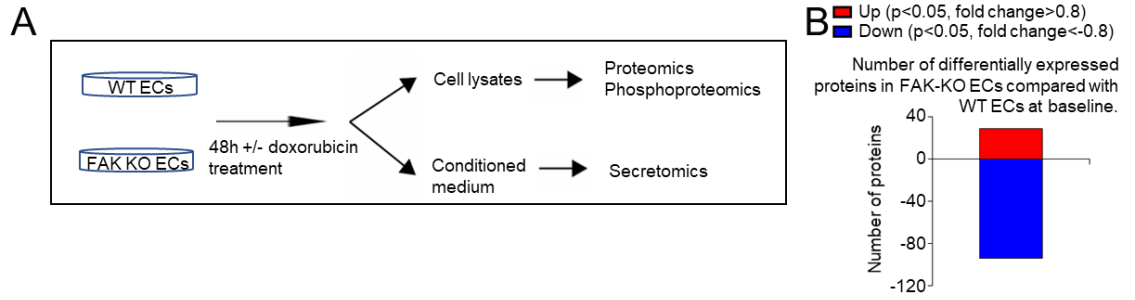 A
WT ECs
FAK KO ECs
48h +/- doxorubicin
treatment
Cell lysates
Proteomics
Phosphoproteomics
Conditioned
medium
Secretomics
B
Up (p<0.05, fold change>0.8)
Down (p<0.05, fold change<-0.8)
Number of differentially expressed
proteins in FAK-KO ECs compared with
WT ECs at baseline.
Number of proteins
40
0
-40
-80
-120